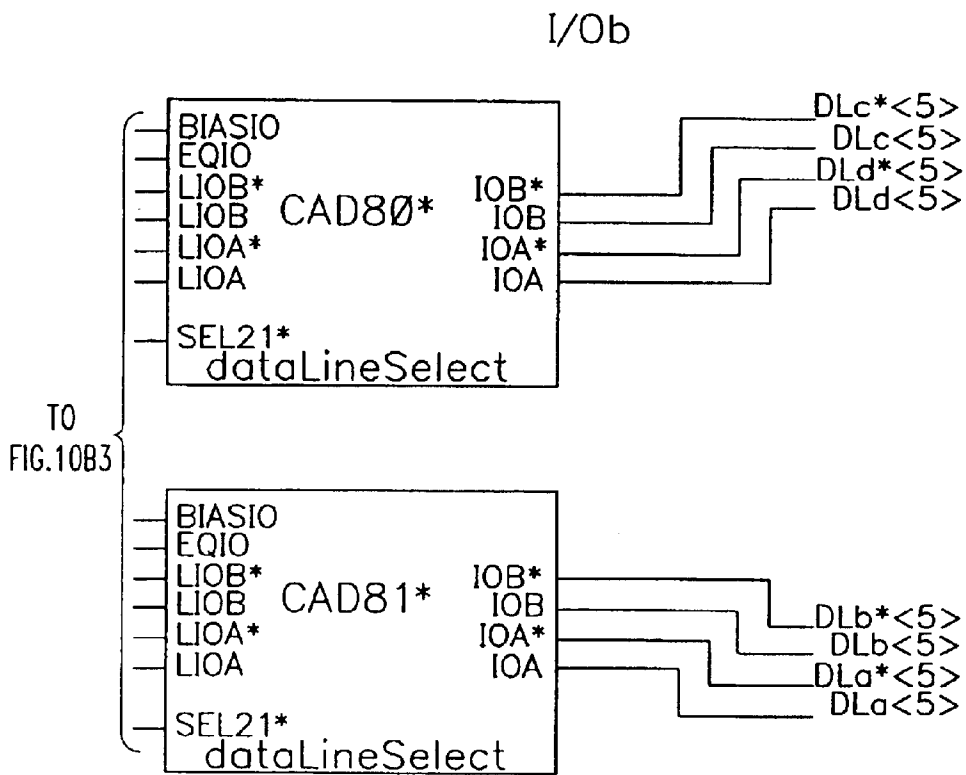 I/Ob
BIASIO
EQIO
LIOB*
LIOB
LIOA*
LIOA
SEL21*
CAD80*
IOB*
IOB
IOA*
IOA
dataLineSelect
DLc*<5>
DLc<5>
DLd*<5>
DLd<5>
TO
FIG.10B3
BIASIO
EQIO
LIOB*
LIOB
LIOA*
LIOA
SEL21*
CAD81*
IOB*
IOB
IOA*
IOA
dataLineSelect
DLb*<5>
DLb<5>
DLa*<5>
DLa<5>